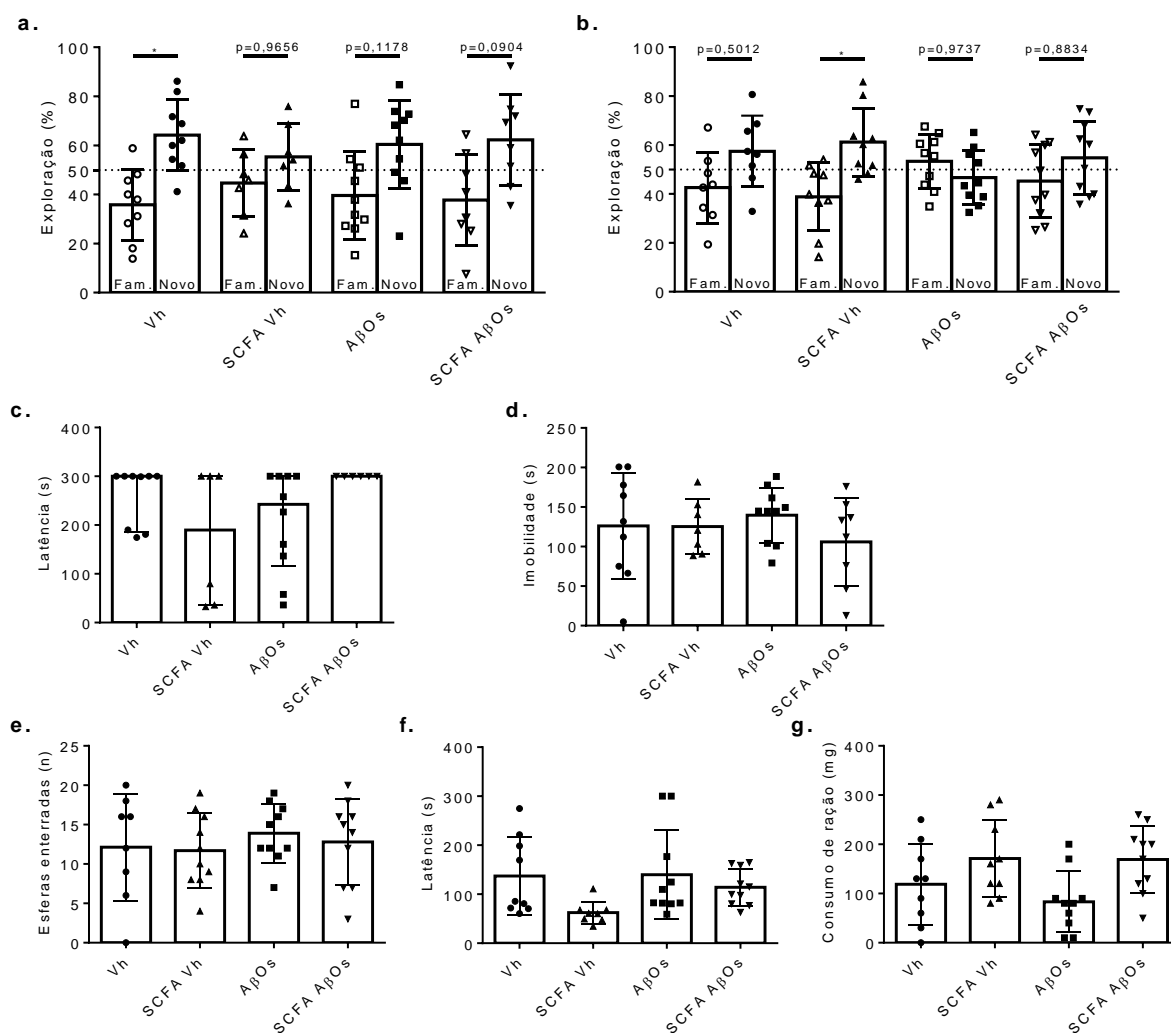 a.
* p=0,9656 p=0,1178 p=0,0904
Exploração (%)
100
80
60
40
20
0
Fam. Novo Fam. Novo Fam. Novo Fam. Novo
Vh
SCFA Vh
AβOs
SCFA AβOs
b.
p=0,5012 * p=0,9737 p=0,8834
Exploração (%)
100
80
60
40
20
0
Fam. Novo Fam. Novo Fam. Novo Fam. Novo
Vh
SCFA Vh
AβOs
SCFA AβOs
c.
Latência (s)
400
300
200
300
0
Vh
SCFA Vh
AβOs
SCFA AβOs
d.
Imobilidade (s)
250
200
150
100
50
0
Vh
SCFA Vh
AβOs
SCFA AβOs
e.
Esferas enterradas (n)
25
20
15
10
5
0
Vh
SCFA Vh
AβOs
SCFA AβOs
f.
Latência (s)
400
300
200
100
0
Vh
SCFA Vh
AβOs
SCFA AβOs
g.
Consumo de ração (mg)
400
300
200
100
0
Vh
SCFA Vh
AβOs
SCFA AβOs